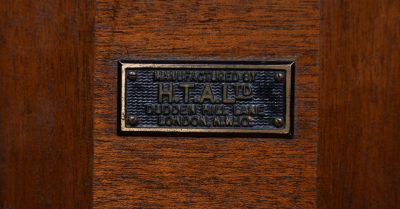 MANUFACTURED BY
H.T.A. LTD
DUDDEN HILL LANE
LONDON. N.W.10.